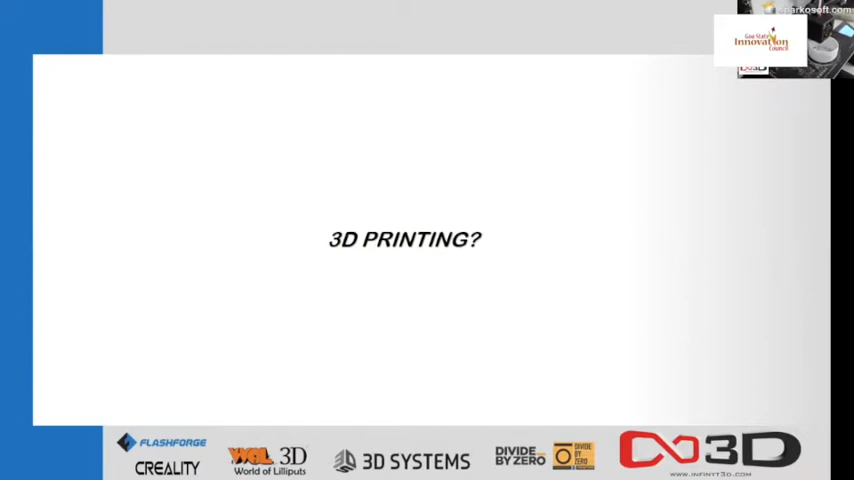 sparkosoft.com
Goa State
Innovation
Council
3D PRINTING?
FLASHFORGE
CREALITY
WOL 3D
World of Lilliputs
3D SYSTEMS
DIVIDE
BY ZERO
DIVIDE
BY
ZERO
3D
www.infinyt3d.com